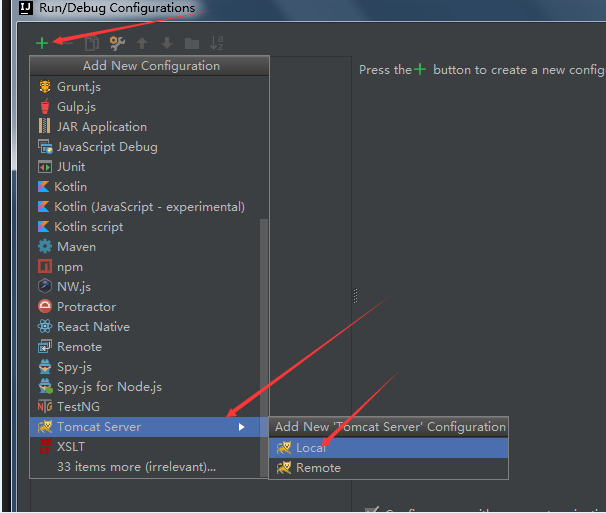 Run/Debug Configurations
Add New Configuration
Press the + button to create a new config
Grunt.js
Gulp.js
JAR Application
JavaScript Debug
JUnit
Kotlin
Kotlin (JavaScript - experimental)
Kotlin script
Maven
npm
NW.js
Protractor
React Native
Remote
Spy-js
Spy-js for Node.js
TestNG
Tomcat Server
Add New 'Tomcat Server' Configuration
XSLT
Local
33 items more (irrelevant)...
Remote